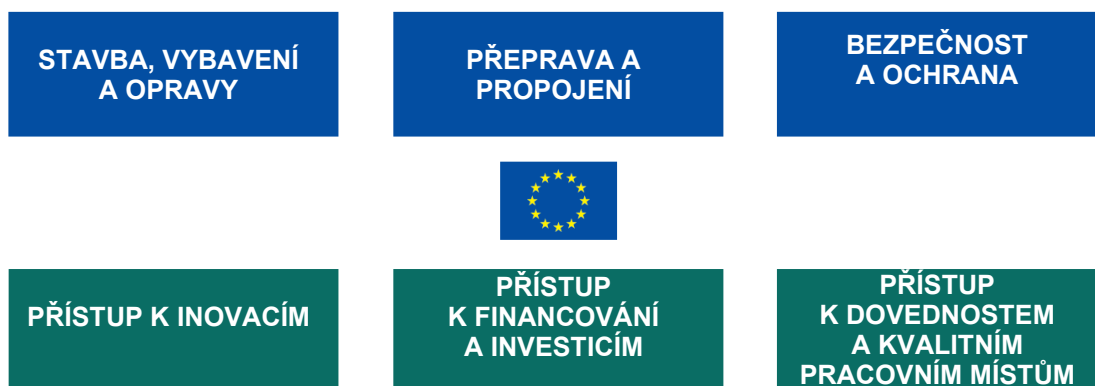 STAVBA, VYBAVENÍ
A OPRAVY
PŘEPRAVA A
PROPOJENÍ
BEZPEČNOST
A OCHRANA
PŘÍSTUP K INOVACÍM
PŘÍSTUP
K FINANCOVÁNÍ
A INVESTICÍM
PŘÍSTUP
K DOVEDNOSTEM
A KVALITNÍM
PRACOVNÍM MÍSTŮM